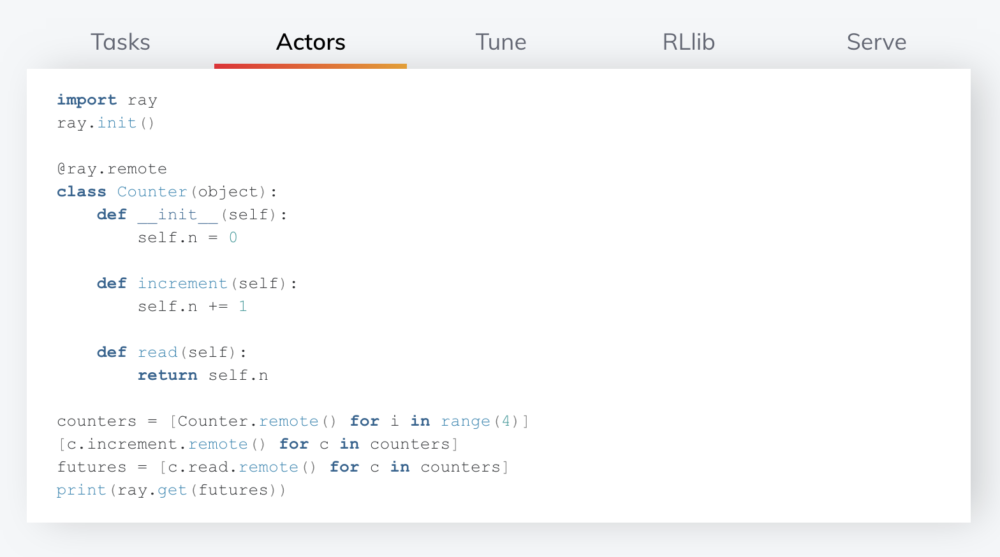 Tasks Actors Tune RLlib Serve
import ray
ray.init()

@ray.remote
class Counter(object):
    def __init__(self):
        self.n = 0

    def increment(self):
        self.n += 1

    def read(self):
        return self.n

counters = [Counter.remote() for i in range(4)]
[c.increment.remote() for c in counters]
futures = [c.read.remote() for c in counters]
print(ray.get(futures))